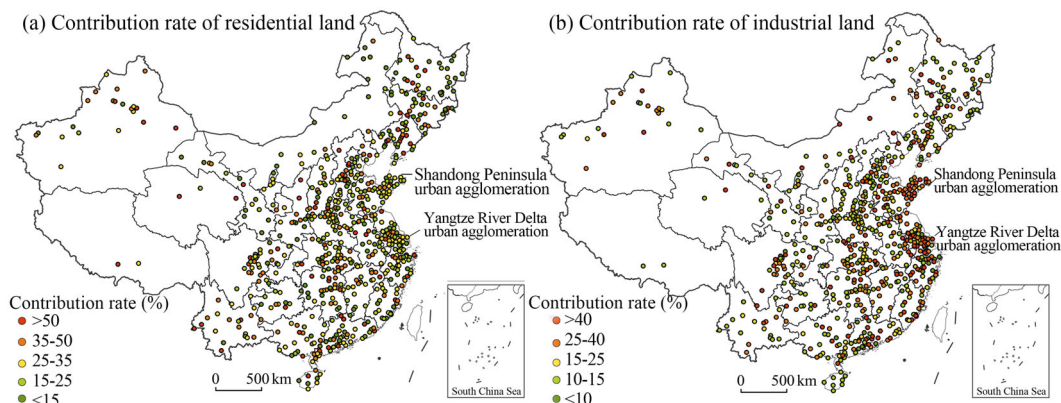 (a) Contribution rate of residential land
Shandong Peninsula
urban agglomeration
Yangtze River Delta
urban agglomeration
Contribution rate (%)
>50
35-50
25-35
15-25
<15
0 500 km
South China Sea
(b) Contribution rate of industrial land
Shandong Peninsula
urban agglomeration
Yangtze River Delta
urban agglomeration
Contribution rate (%)
>40
25-40
15-25
10-15
<10
0 500 km
South China Sea